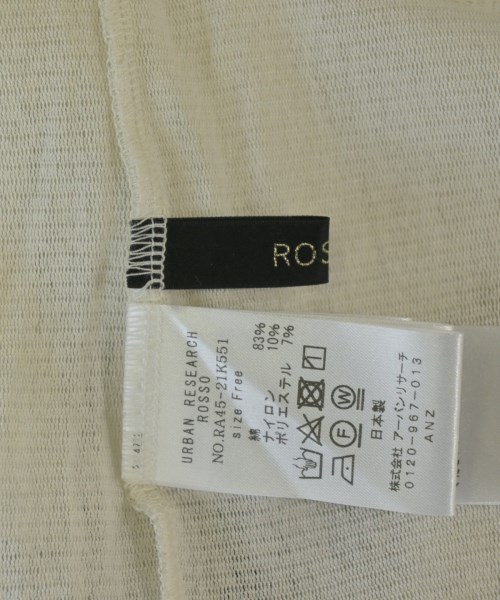 ROS
URBAN RESEARCH
ROSSO
NO.RA45-21K551
size Free
綿 83%
ナイロン 10%
ポリエステル 7%
F W
日本製
株式会社 アーバンリサーチ
0120-967-013
ANZ